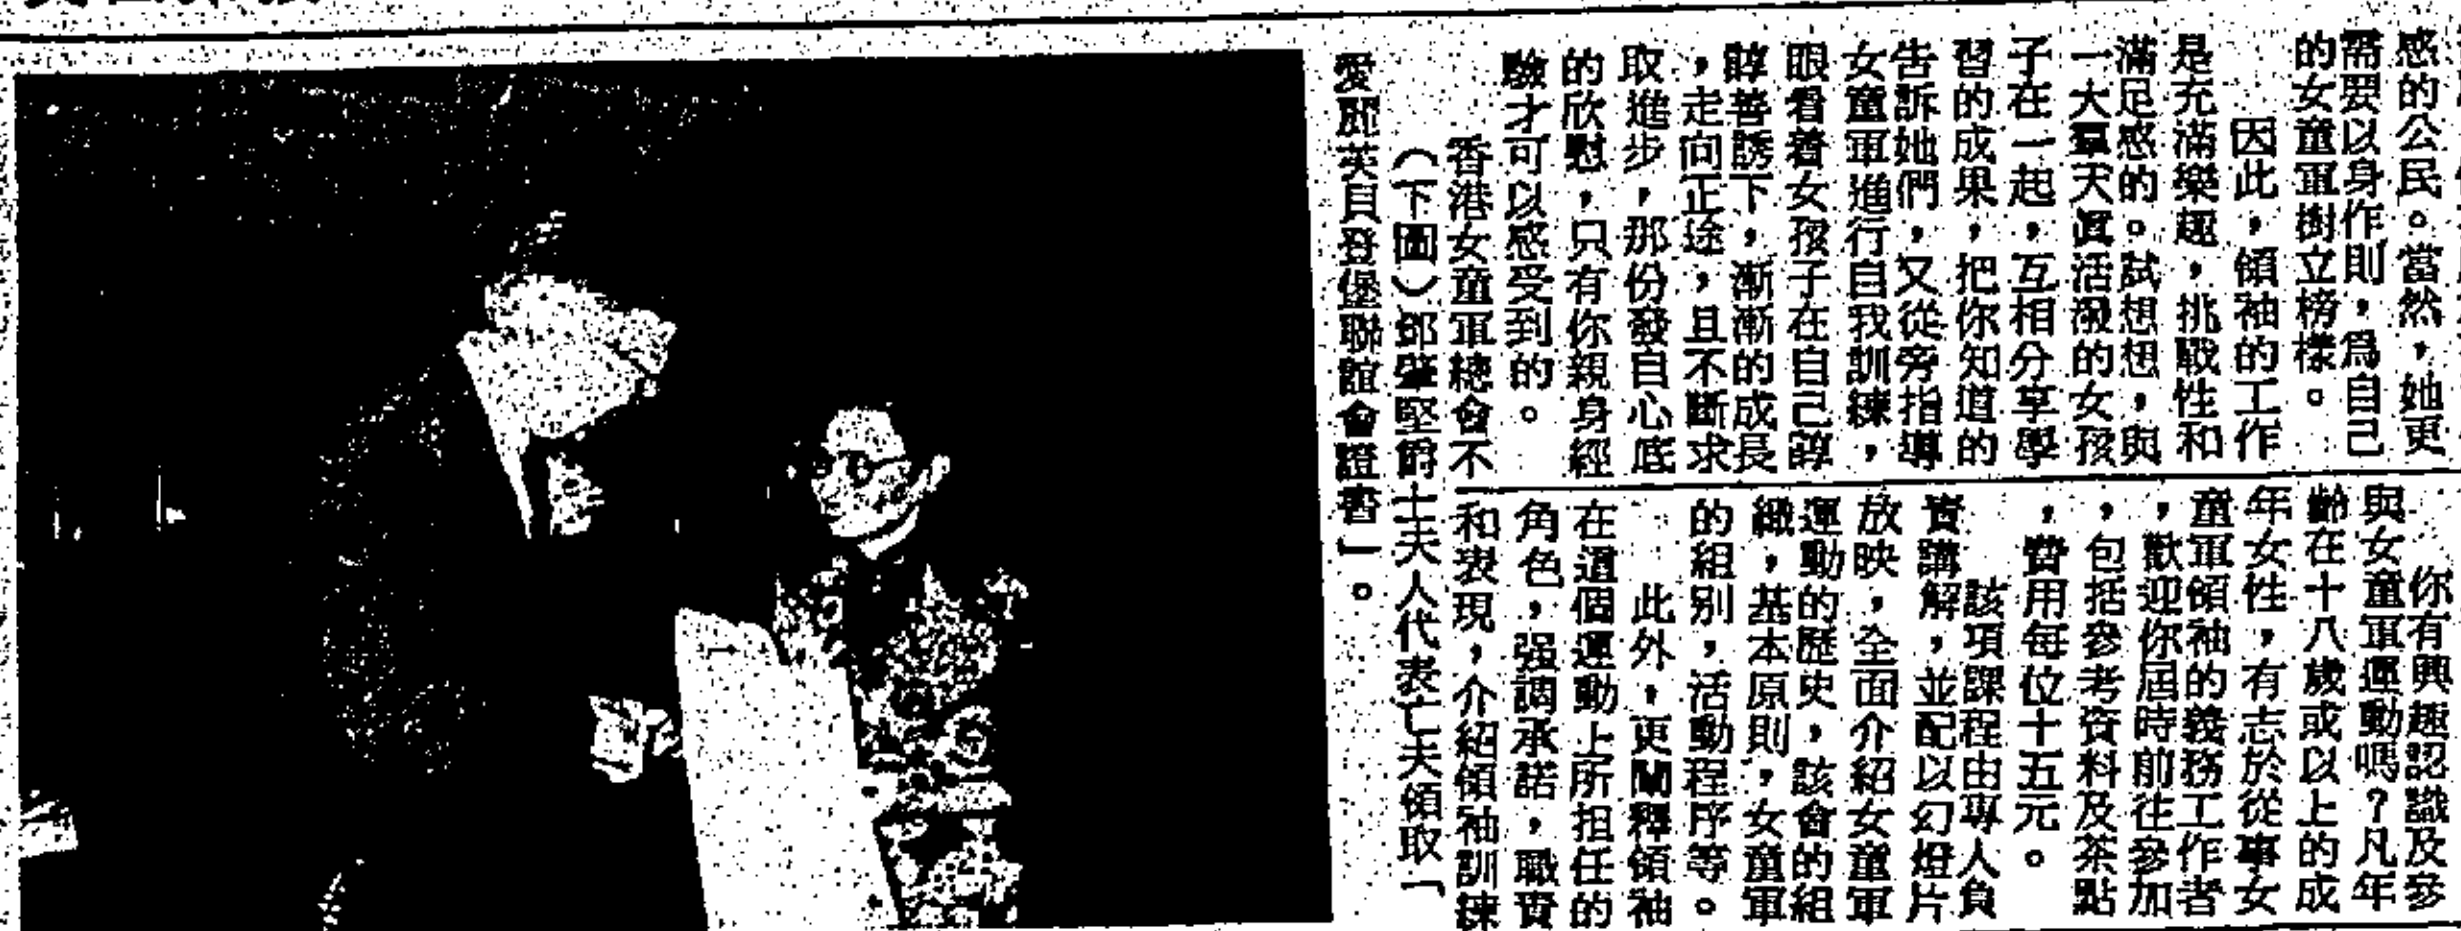 感的公民。當然，她更
需要以身作則，爲自己
的女童軍樹立榜樣。
因此，領袖的工作
是充滿樂趣，挑戰性和
滿足感的。試想想，與
一大羣天眞活潑的女孩
子在一起，互相分享學
習的成果，把你知道的
告訴她們，又從旁指導
女童軍進行自我訓練，
眼看着女孩子在自己諄
諄善誘下，漸漸的成長
，走向正途，且不斷求
取進步，那份發自心底
的欣慰，只有你親身經
驗才可以感受到的。
香港女童軍總會不
你有興趣認識及參
與女童軍運動嗎？凡年
齡在十八歲或以上的成
年女性，有志於從事女
童軍領袖的義務工作者
，歡迎你屆時前往參加
，包括參考資料及茶點
，費用每位十五元。
該項課程由專人負
責講解，並配以幻燈片
放映，全面介紹女童軍
運動的歷史，該會的組
織，基本原則，女童軍
的組別，活動程序等。
此外，更闡釋領袖
在這個運動上所担任的
角色，强調承諾，職責
和表現，介紹領袖訓練
（下圖）鄧肇堅爵士夫人代表亡夫領取「
愛麗英貝登堡聯誼會證書」。